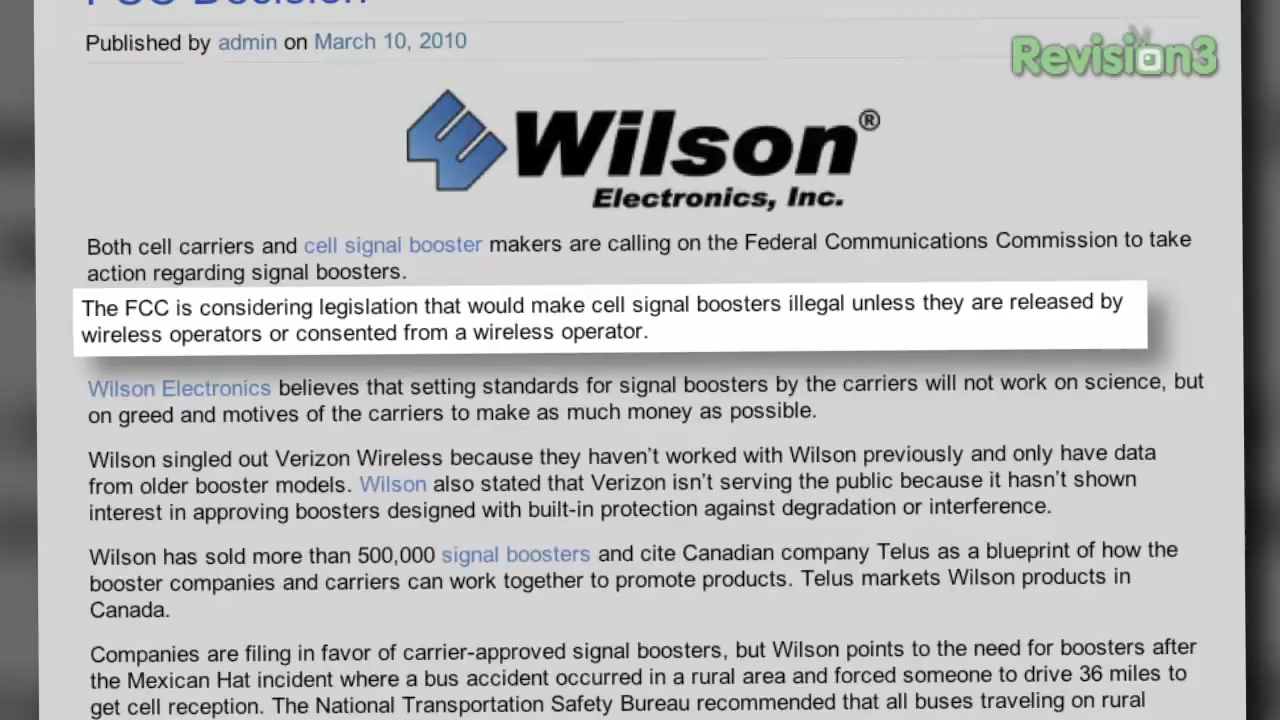 FCC Decision
Published by admin on March 10, 2010
Revision3
Wilson®
Electronics, Inc.
Both cell carriers and cell signal booster makers are calling on the Federal Communications Commission to take
action regarding signal boosters.
The FCC is considering legislation that would make cell signal boosters illegal unless they are released by
wireless operators or consented from a wireless operator.
Wilson Electronics believes that setting standards for signal boosters by the carriers will not work on science, but
on greed and motives of the carriers to make as much money as possible.
Wilson singled out Verizon Wireless because they haven't worked with Wilson previously and only have data
from older booster models. Wilson also stated that Verizon isn't serving the public because it hasn't shown
interest in approving boosters designed with built-in protection against degradation or interference.
Wilson has sold more than 500,000 signal boosters and cite Canadian company Telus as a blueprint of how the
booster companies and carriers can work together to promote products. Telus markets Wilson products in
Canada.
Companies are filing in favor of carrier-approved signal boosters, but Wilson points to the need for boosters after
the Mexican Hat incident where a bus accident occurred in a rural area and forced someone to drive 36 miles to
get cell reception. The National Transportation Safety Bureau recommended that all buses traveling on rural